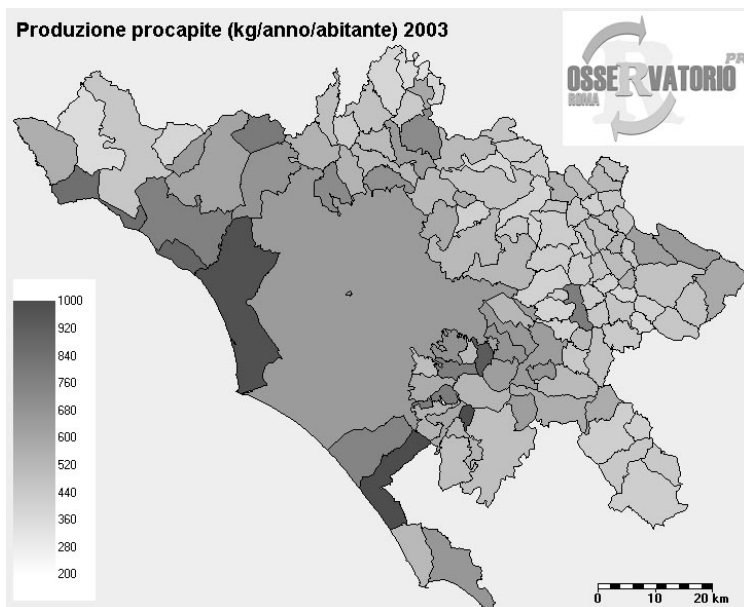 Produzione procapite (kg/anno/abitante) 2003
PR
OSSERVATORIO
ROMA
R
1000
920
840
760
680
600
520
440
360
280
200
0 10 20 km